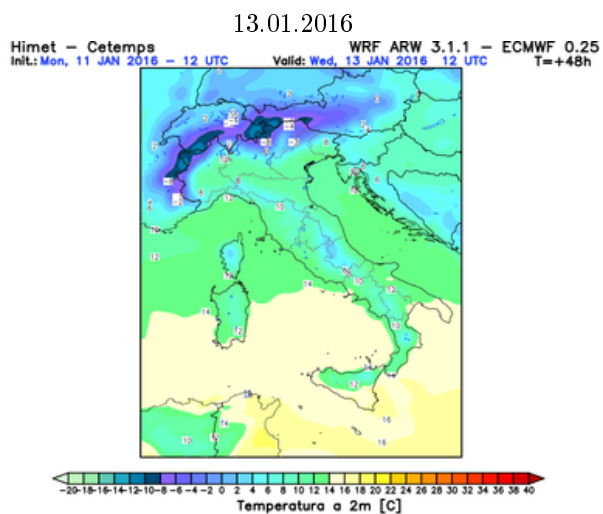 13.01.2016
Himet – Cetemps WRF ARW 3.1.1 – ECMWF 0.25
Init.: Mon, 11 JAN 2016 – 12 UTC Valid: Wed, 13 JAN 2016 12 UTC T=+48h
-20-18-16-14-12-10-8 -6 -4 -2 0 2 4 6 8 10 12 14 16 18 20 22 24 26 28 30 32 34 36 38 40
Temperatura a 2m [C]